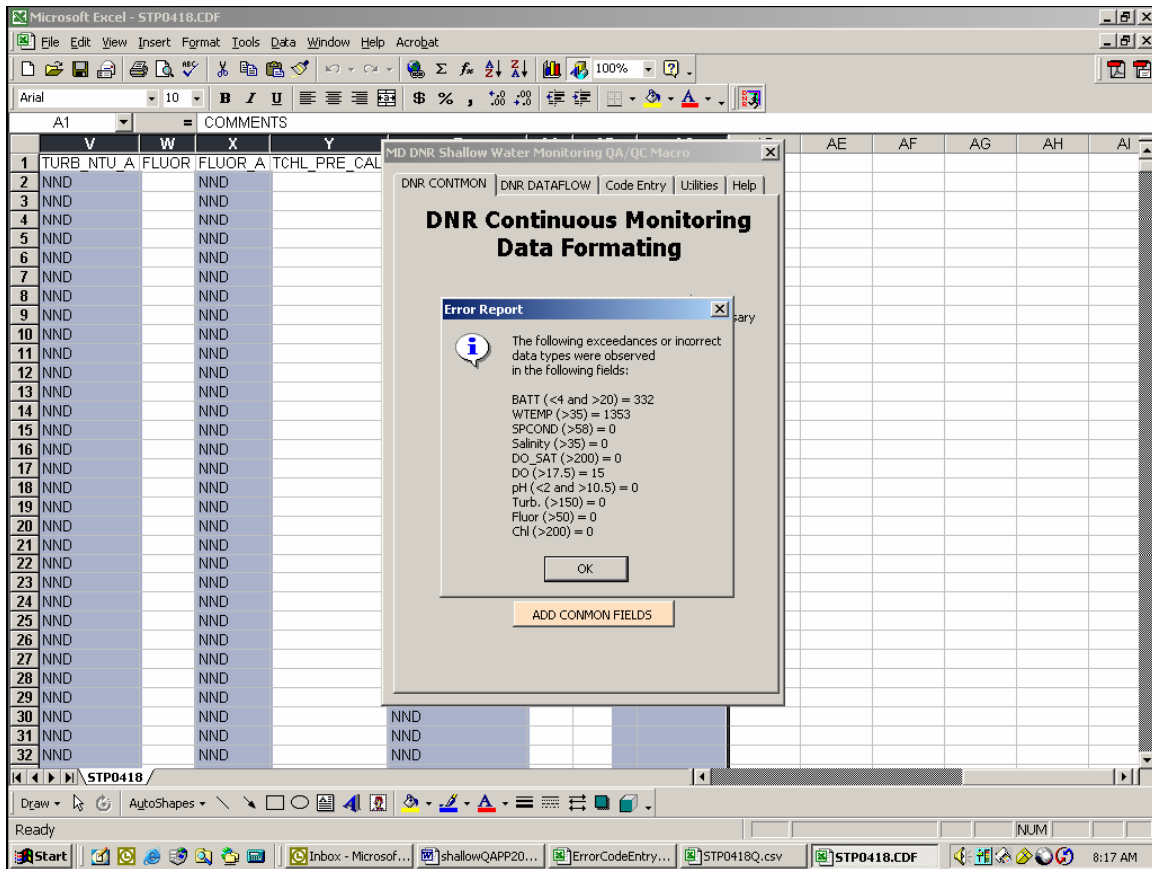 Microsoft Excel - STP0418.CDF
File Edit View Insert Format Tools Data Window Help Acrobat
100%
Arial 10 B I U $ % ,
A1 = COMMENTS
V W X Y AE AF AG AH AI
1 TURB_NTU_A FLUOR FLUOR_A TCHL_PRE_CAL
2 NND NND
3 NND NND
4 NND NND
5 NND NND
6 NND NND
7 NND NND
8 NND NND
9 NND NND
10 NND NND
11 NND NND
12 NND NND
13 NND NND
14 NND NND
15 NND NND
16 NND NND
17 NND NND
18 NND NND
19 NND NND
20 NND NND
21 NND NND
22 NND NND
23 NND NND
24 NND NND
25 NND NND
26 NND NND
27 NND NND
28 NND NND
29 NND NND
30 NND NND NND
31 NND NND NND
32 NND NND NND
MD DNR Shallow Water Monitoring QA/QC Macro
DNR CONTMON DNR DATAFLOW Code Entry Utilities Help
DNR Continuous Monitoring
Data Formating
sary
Error Report
The following exceedances or incorrect
data types were observed
in the following fields:
BATT (<4 and >20) = 332
WTEMP (>35) = 1353
SPCOND (>58) = 0
Salinity (>35) = 0
DO_SAT (>200) = 0
DO (>17.5) = 15
pH (<2 and >10.5) = 0
Turb. (>150) = 0
Fluor (>50) = 0
Chl (>200) = 0
OK
ADD CONMON FIELDS
STP0418
Draw AutoShapes
Ready NUM
Start Inbox - Microsof... shallowQAPP20... ErrorCodeEntry... STP0418Q.csv STP0418.CDF 8:17 AM